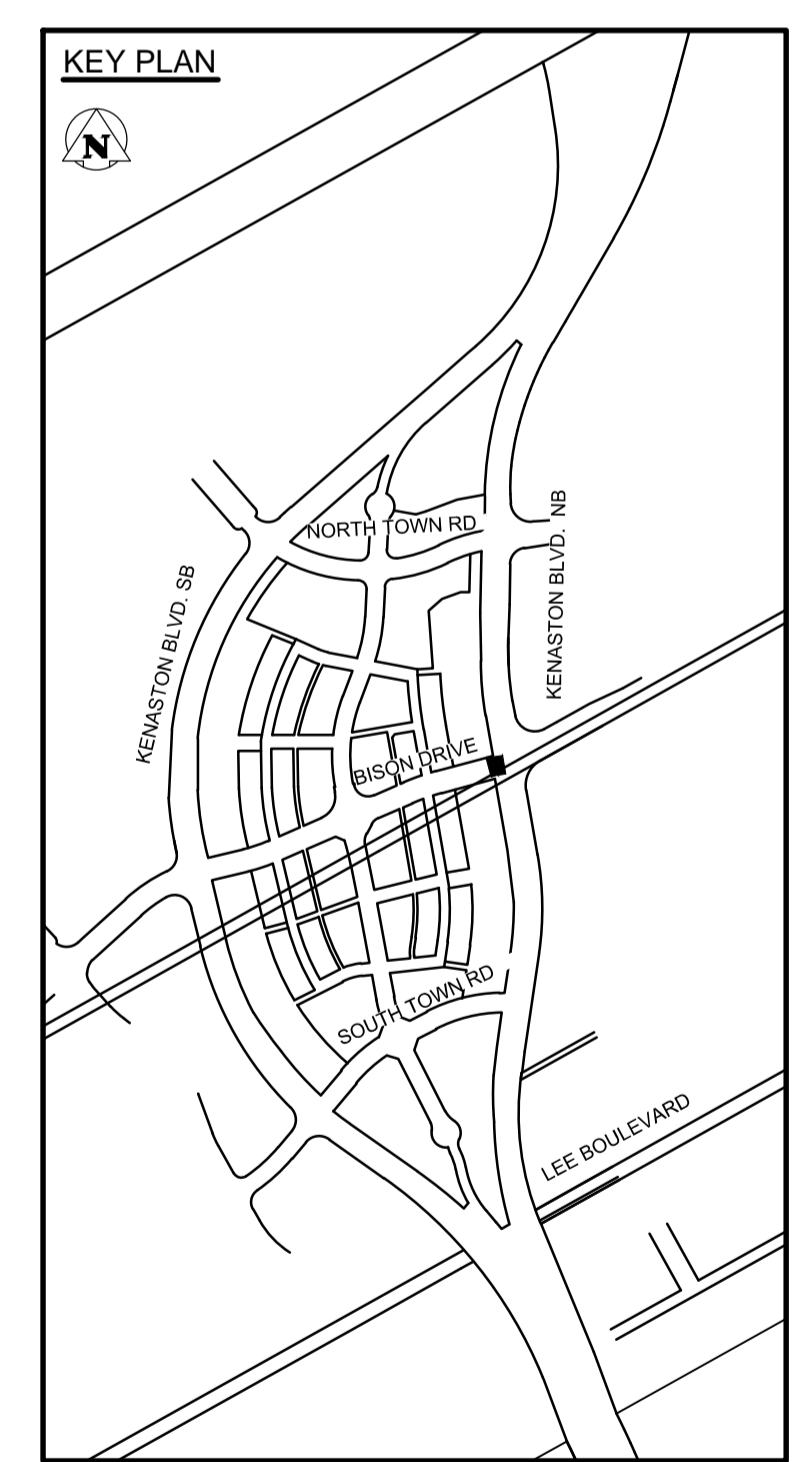 KEY PLAN
N
NORTH TOWN RD
KENASTON BLVD. NB
KENASTON BLVD. SB
BISON DRIVE
SOUTH TOWN RD
LEE BOULEVARD